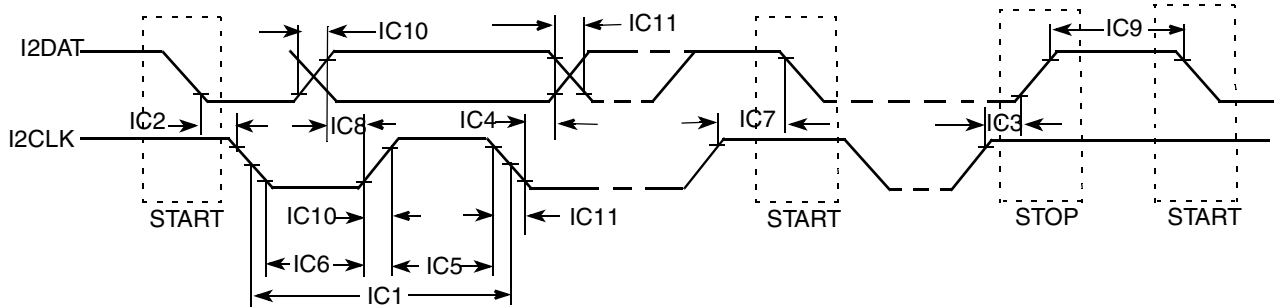 IC10 IC11 IC9
I2DAT
IC2 IC8 IC4 IC7 IC3
I2CLK
START IC10 IC11 START STOP START
IC6 IC5
IC1